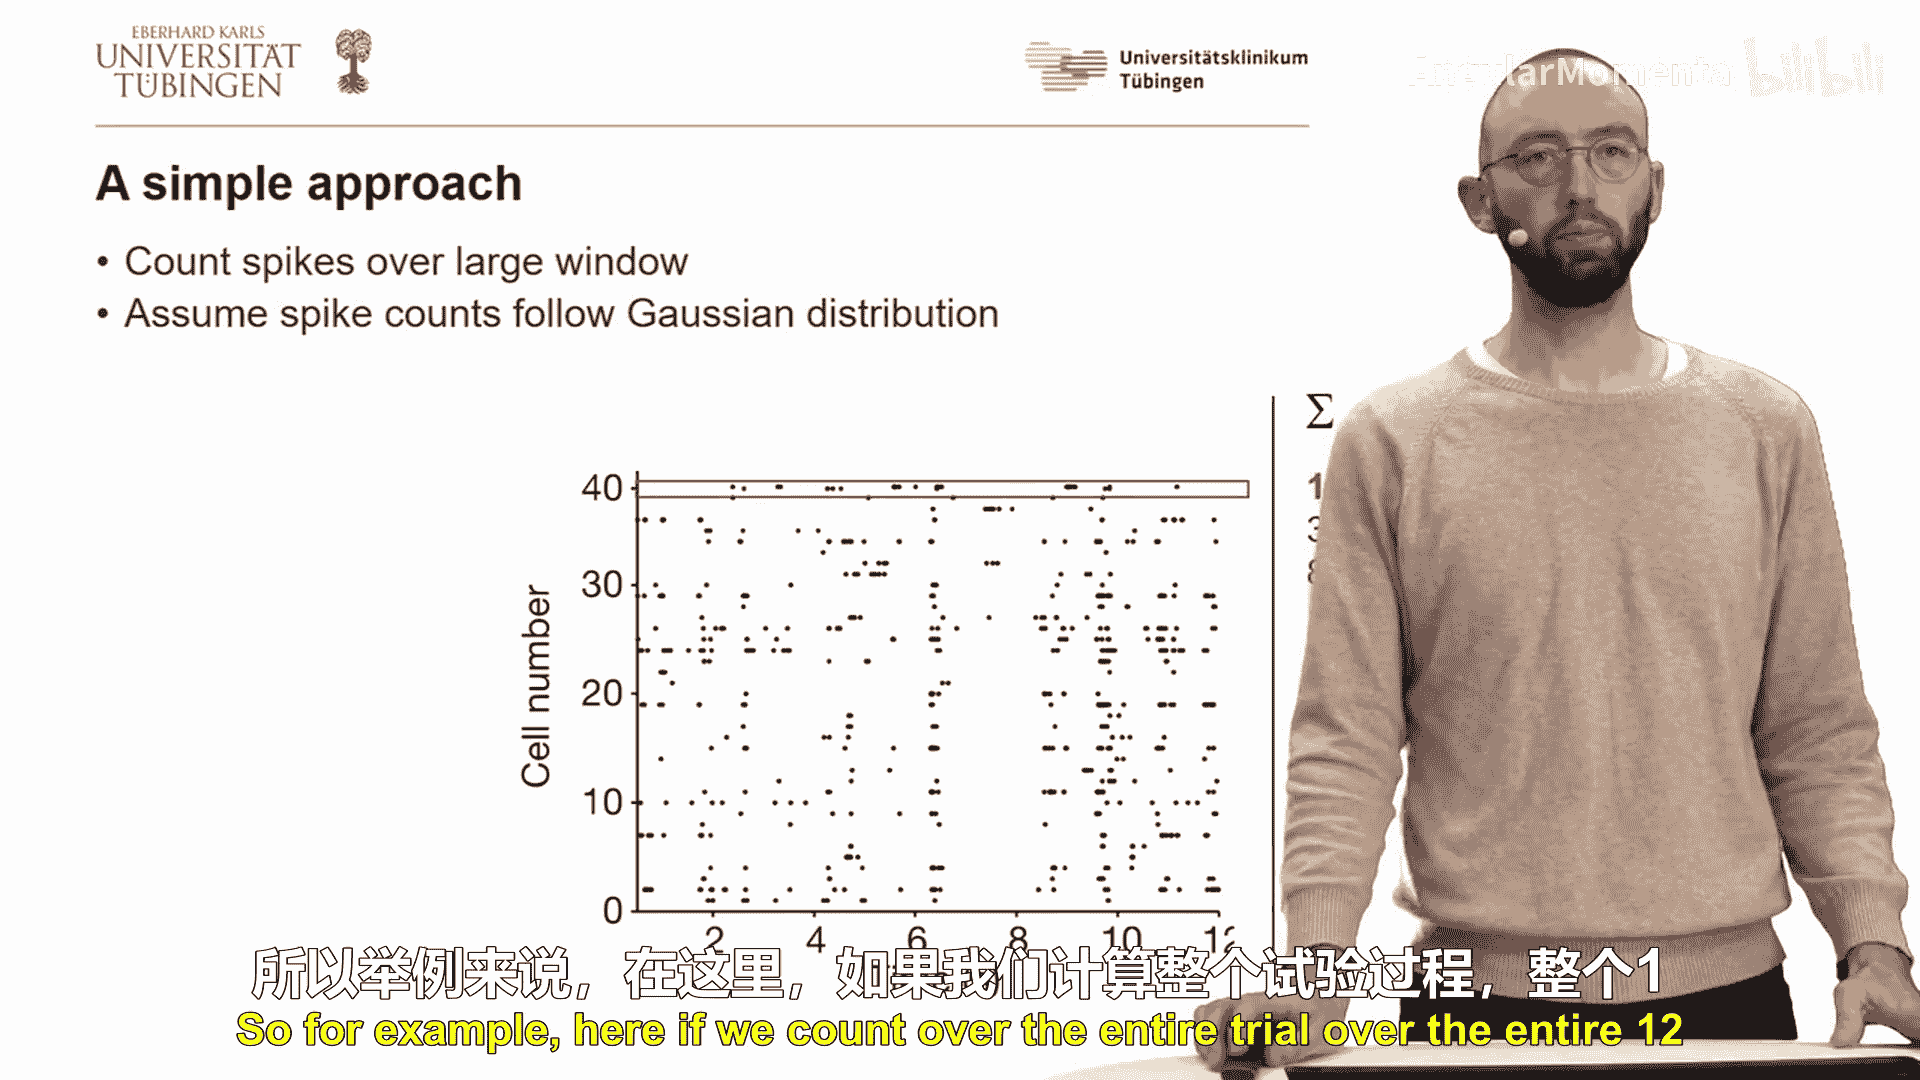 EBERHARD KARLS
UNIVERSITÄT
TÜBINGEN
Universitätsklinikum
Tübingen
bilibili
A simple approach
• Count spikes over large window
• Assume spike counts follow Gaussian distribution
Σ
40
30
20
10
0
Cell number
2 4 6 8 10
所以举例来说，在这里，如果我们计算整个试验过程，整个1
So for example, here if we count over the entire trial over the entire 12